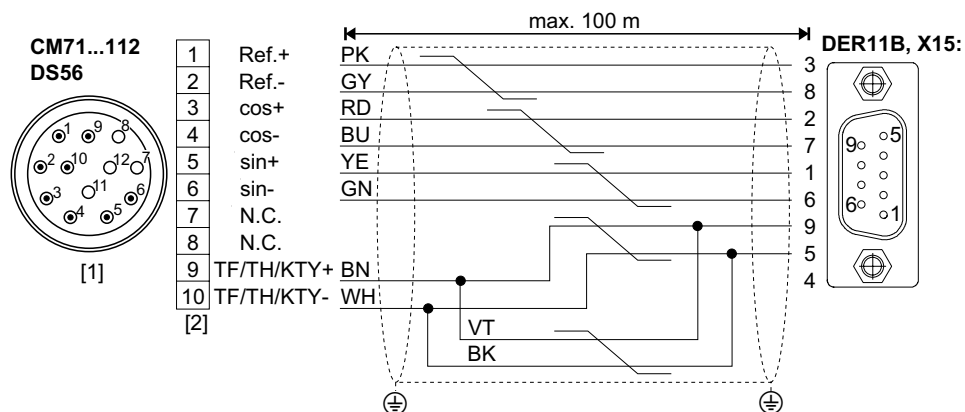 max. 100 m
CM71...112
DS56
DER11B, X15:
1 Ref.+ PK 3
2 Ref.- GY 8
3 cos+ RD 2
4 cos- BU 7
5 sin+ YE 1
6 sin- GN 6
7 N.C. 9
8 N.C. 5
9 TF/TH/KTY+ BN 4
10 TF/TH/KTY- WH
VT
BK
1 9 8
2 10 12 7
3 11 6
4 5
[1]
[2]
9 5
6 1